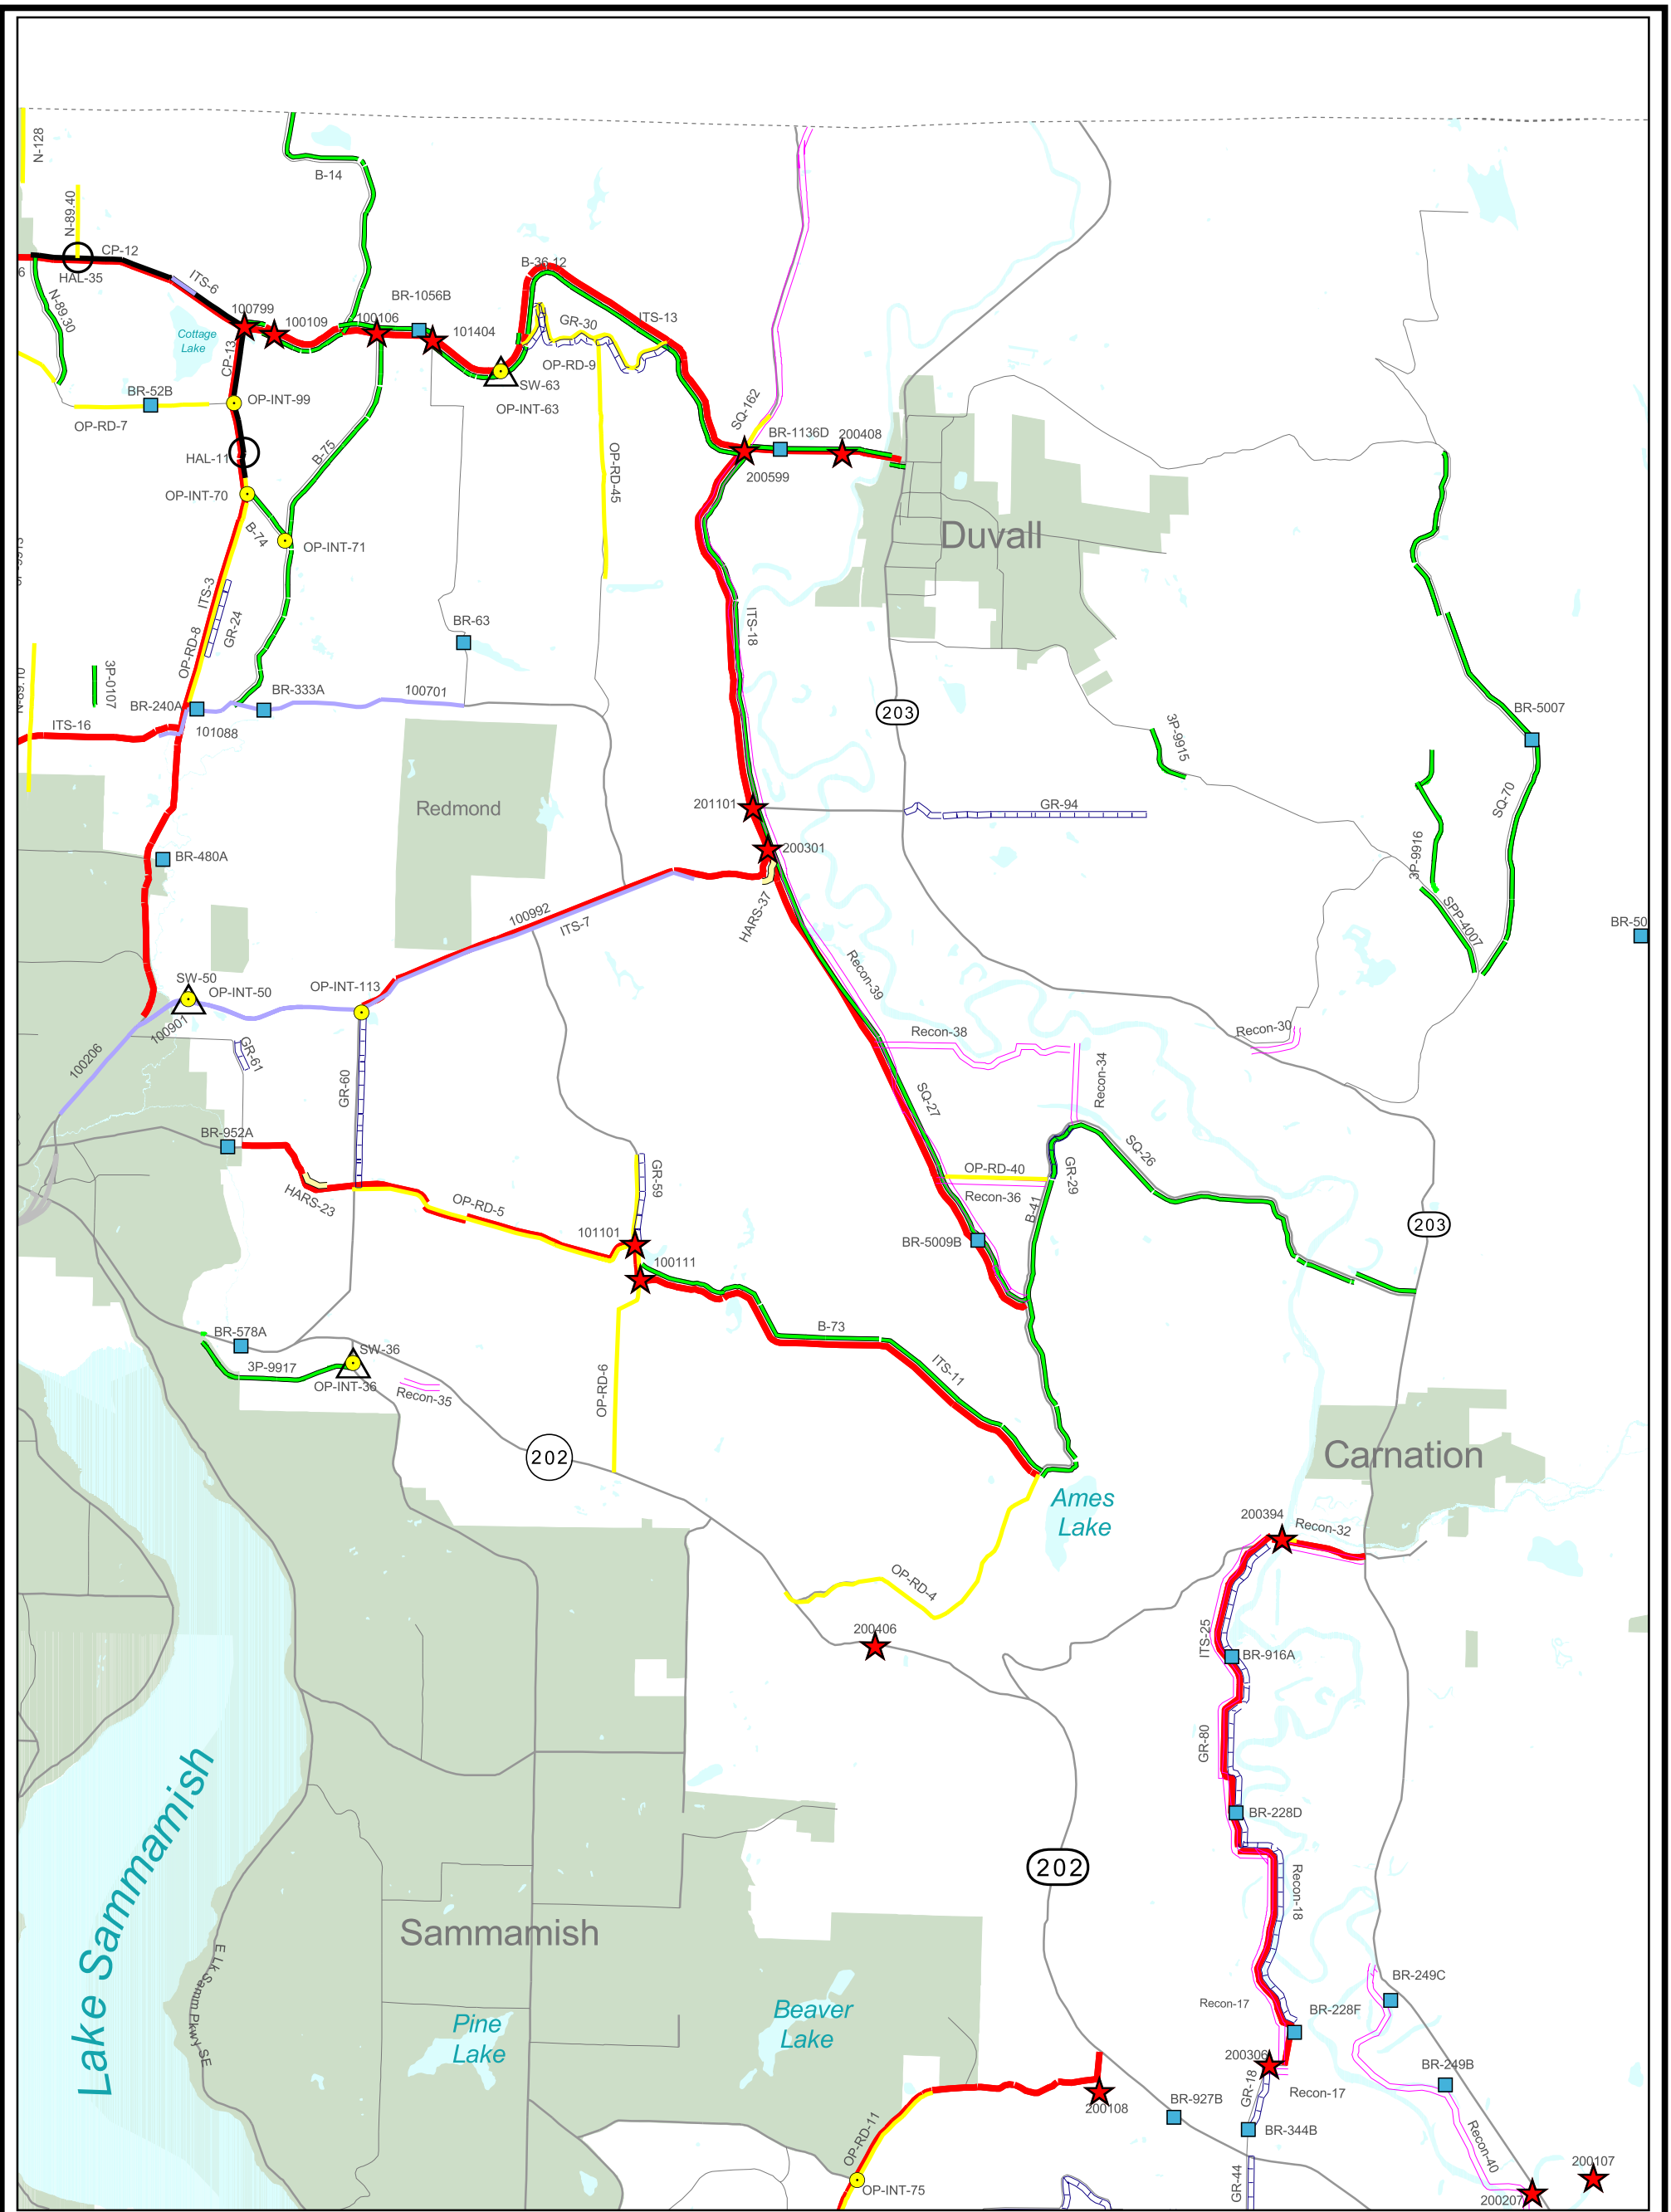 N-128
B-14
N-89.40
CP-12
HAL-35
6
ITS-6
N-89.30
B-36.12
BR-1056B
100799
100109
100106
101404
GR-30
ITS-13
Cottage
Lake
CP-13
OP-RD-9
SW-63
OP-INT-63
BR-52B
OP-INT-99
OP-RD-7
SQ-162
BR-1136D
200408
HAL-11
B-75
200599
OP-RD-45
OP-INT-70
B-74
OP-INT-71
Duvall
ITS-3
GR-24
BR-63
ITS-18
OP-RD-8
3P-0107
BR-333A
100701
BR-240A
203
BR-5007
ITS-16
101088
3P-9915
Redmond
201101
GR-94
SQ-70
BR-480A
200301
3P-9916
HARS-37
100992
ITS-7
SPP-4007
BR-50
Recon-39
SW-50
OP-INT-50
OP-INT-113
100901
Recon-38
Recon-30
100206
GR-61
GR-60
Recon-34
SQ-27
BR-952A
SQ-26
OP-RD-40
GR-59
GR-29
HARS-23
OP-RD-5
Recon-36
B-41
203
101101
BR-5009B
100111
B-73
BR-578A
SW-36
3P-9917
OP-INT-36
Recon-35
OP-RD-6
ITS-11
202
Carnation
Ames
Lake
200394
Recon-32
OP-RD-4
200406
ITS-25
BR-916A
GR-80
Lake Sammamish
BR-228D
202
Recon-18
Sammamish
E Lk Samm Pkwy SE
BR-249C
Recon-17
BR-228F
Pine
Lake
Beaver
Lake
200306
GR-18
Recon-17
BR-249B
200108
BR-927B
BR-344B
OP-RD-11
Recon-40
GR-44
200107
OP-INT-75
200207